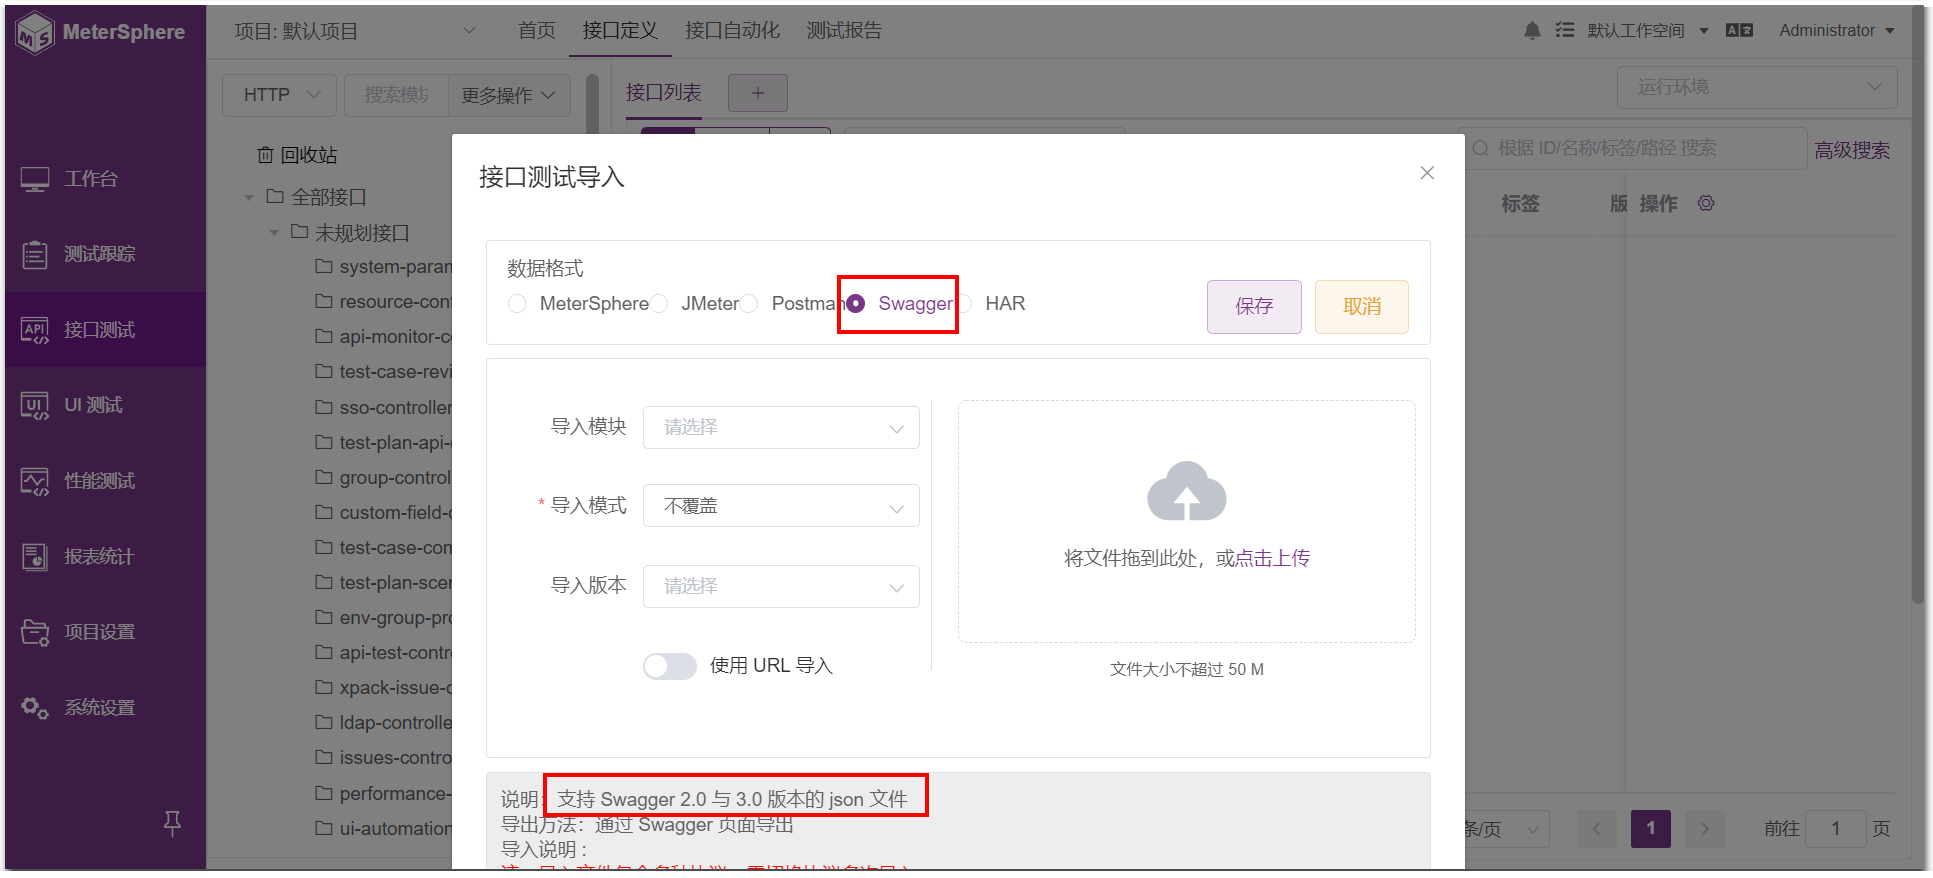 MeterSphere
项目: 默认项目
首页
接口定义
接口自动化
测试报告
默认工作空间
Administrator
工作台
测试跟踪
接口测试
UI 测试
性能测试
报表统计
项目设置
系统设置
HTTP
搜索模块
更多操作
接口列表
+
运行环境
根据 ID/名称/标签/路径 搜索
高级搜索
标签
版
操作
回收站
全部接口
未规划接口
system-param
resource-con
api-monitor-c
test-case-revi
sso-controller
test-plan-api-
group-control
custom-field-
test-case-com
test-plan-scen
env-group-pro
api-test-contr
xpack-issue-c
ldap-controlle
issues-contro
performance-
ui-automation
接口测试导入
数据格式
MeterSphere
JMeter
Postman
Swagger
HAR
保存
取消
导入模块
请选择
* 导入模式
不覆盖
导入版本
请选择
使用 URL 导入
将文件拖到此处，或点击上传
文件大小不超过 50 M
说明：支持 Swagger 2.0 与 3.0 版本的 json 文件
导出方法：通过 Swagger 页面导出
导入说明：
条/页
1
前往
1
页